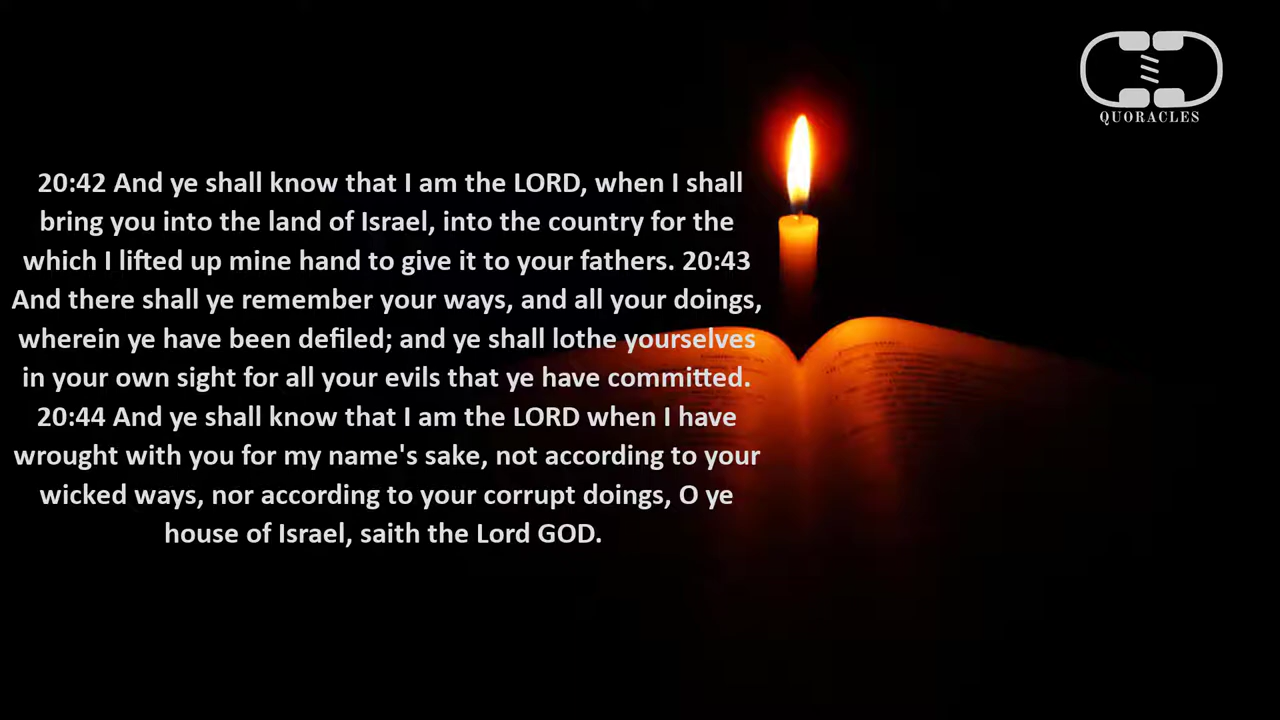 QUORACLES
20:42 And ye shall know that I am the LORD, when I shall
bring you into the land of Israel, into the country for the
which I lifted up mine hand to give it to your fathers. 20:43
And there shall ye remember your ways, and all your doings,
wherein ye have been defiled; and ye shall lothe yourselves
in your own sight for all your evils that ye have committed.
20:44 And ye shall know that I am the LORD when I have
wrought with you for my name's sake, not according to your
wicked ways, nor according to your corrupt doings, O ye
house of Israel, saith the Lord GOD.